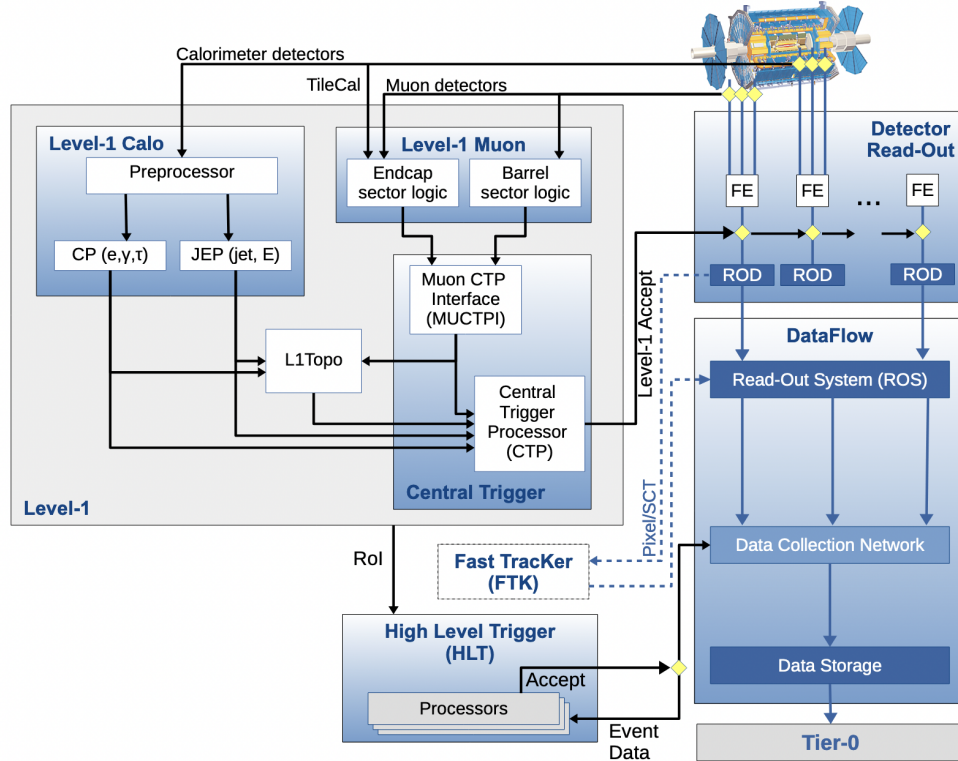 Calorimeter detectors
TileCal
Muon detectors
Level-1 Calo
Preprocessor
CP (e,γ,τ)
JEP (jet, E)
Level-1 Muon
Endcap
sector logic
Barrel
sector logic
Muon CTP
Interface
(MUCTPI)
L1Topo
Central
Trigger
Processor
(CTP)
Central Trigger
Level-1
Level-1 Accept
Detector
Read-Out
FE
FE
...
FE
ROD
ROD
ROD
DataFlow
Read-Out System (ROS)
Pixel/SCT
Data Collection Network
Data Storage
Tier-0
RoI
Fast TracKer
(FTK)
High Level Trigger
(HLT)
Accept
Processors
Event
Data